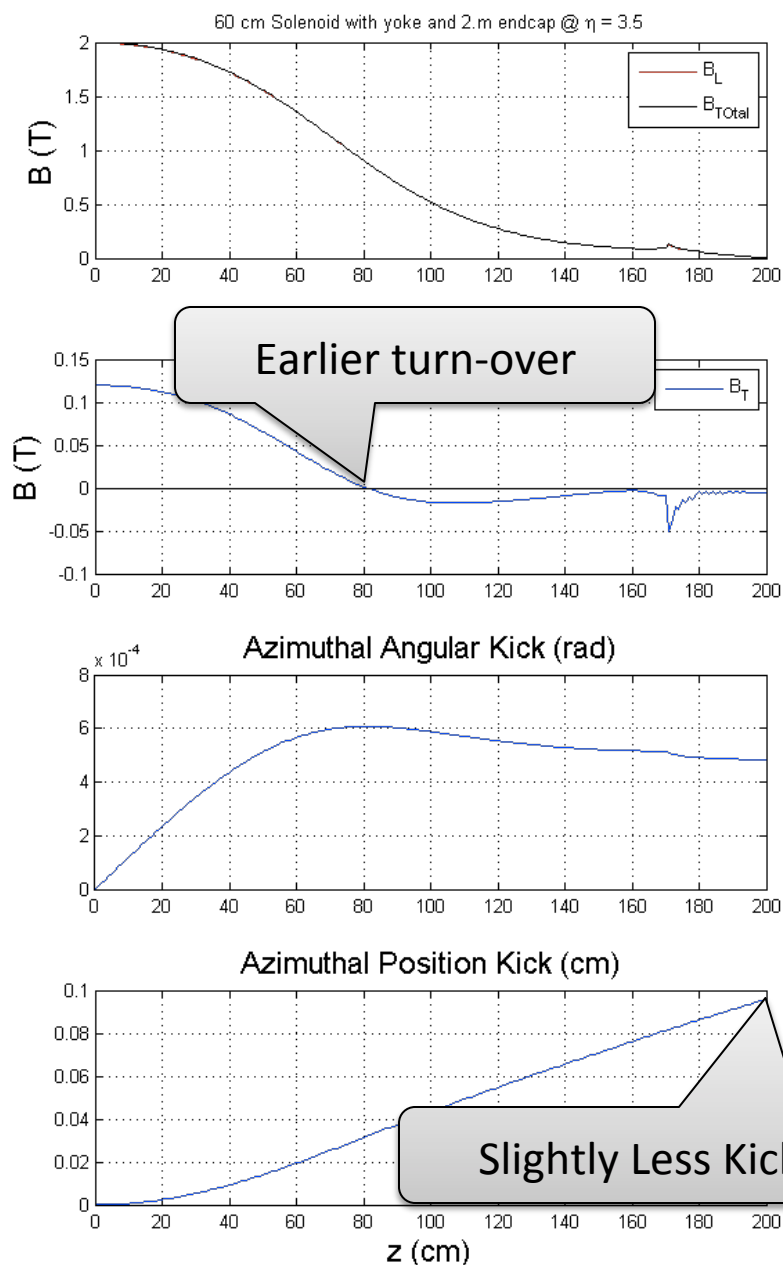 60 cm Solenoid with yoke and 2.m endcap @ η = 3.5
B (T)
2
1.5
1
0.5
0
B_L
B_TOtal
0 20 40 60 80 100 120 140 160 180 200
Earlier turn-over
B (T)
0.15
0.1
0.05
0
-0.05
-0.1
B_T
0 20 40 60 80 100 120 140 160 180 200
Azimuthal Angular Kick (rad)
x 10^-4
8
6
4
2
0
0 20 40 60 80 100 120 140 160 180 200
Azimuthal Position Kick (cm)
0.1
0.08
0.06
0.04
0.02
0
Slightly Less Kick
0 20 40 60 80 100 120 140 160 180 200
z (cm)